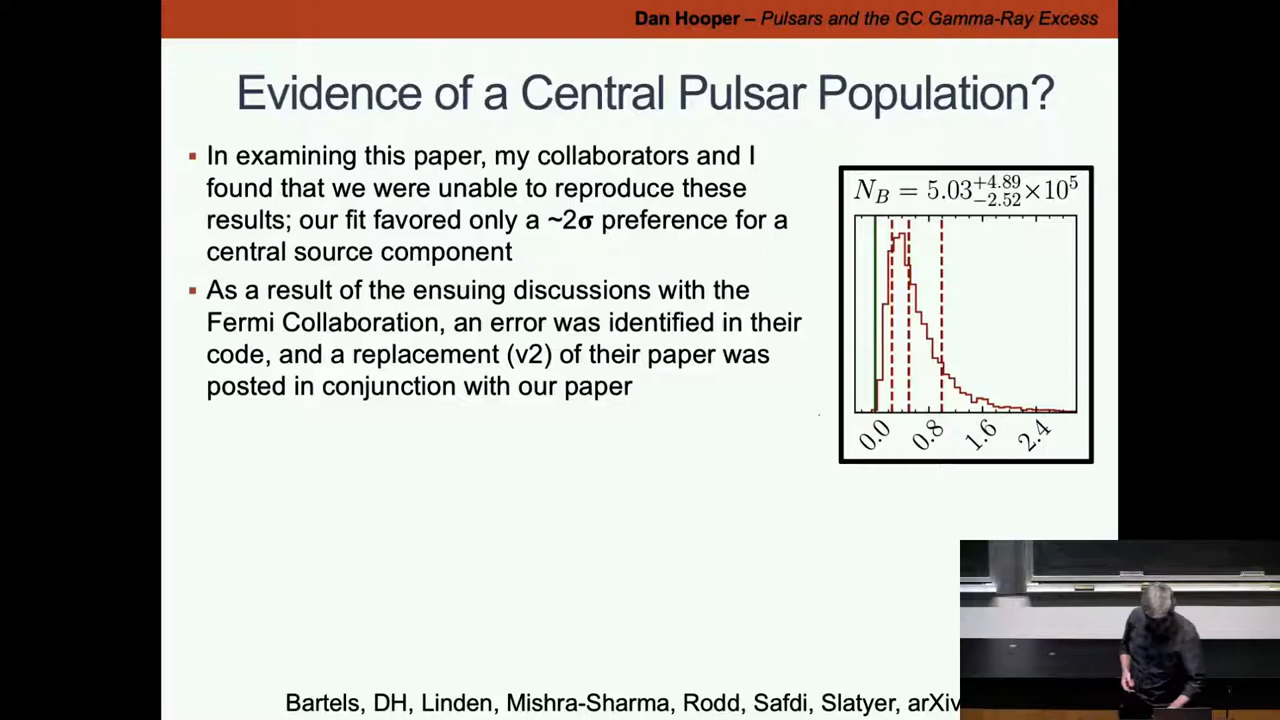 Dan Hooper – Pulsars and the GC Gamma-Ray Excess
Evidence of a Central Pulsar Population?
▪ In examining this paper, my collaborators and I
found that we were unable to reproduce these
results; our fit favored only a ~2σ preference for a
central source component
▪ As a result of the ensuing discussions with the
Fermi Collaboration, an error was identified in their
code, and a replacement (v2) of their paper was
posted in conjunction with our paper
N_B = 5.03^{+4.89}_{-2.52}×10^5
0.0 0.8 1.6 2.4
Bartels, DH, Linden, Mishra-Sharma, Rodd, Safdi, Slatyer, arXiv